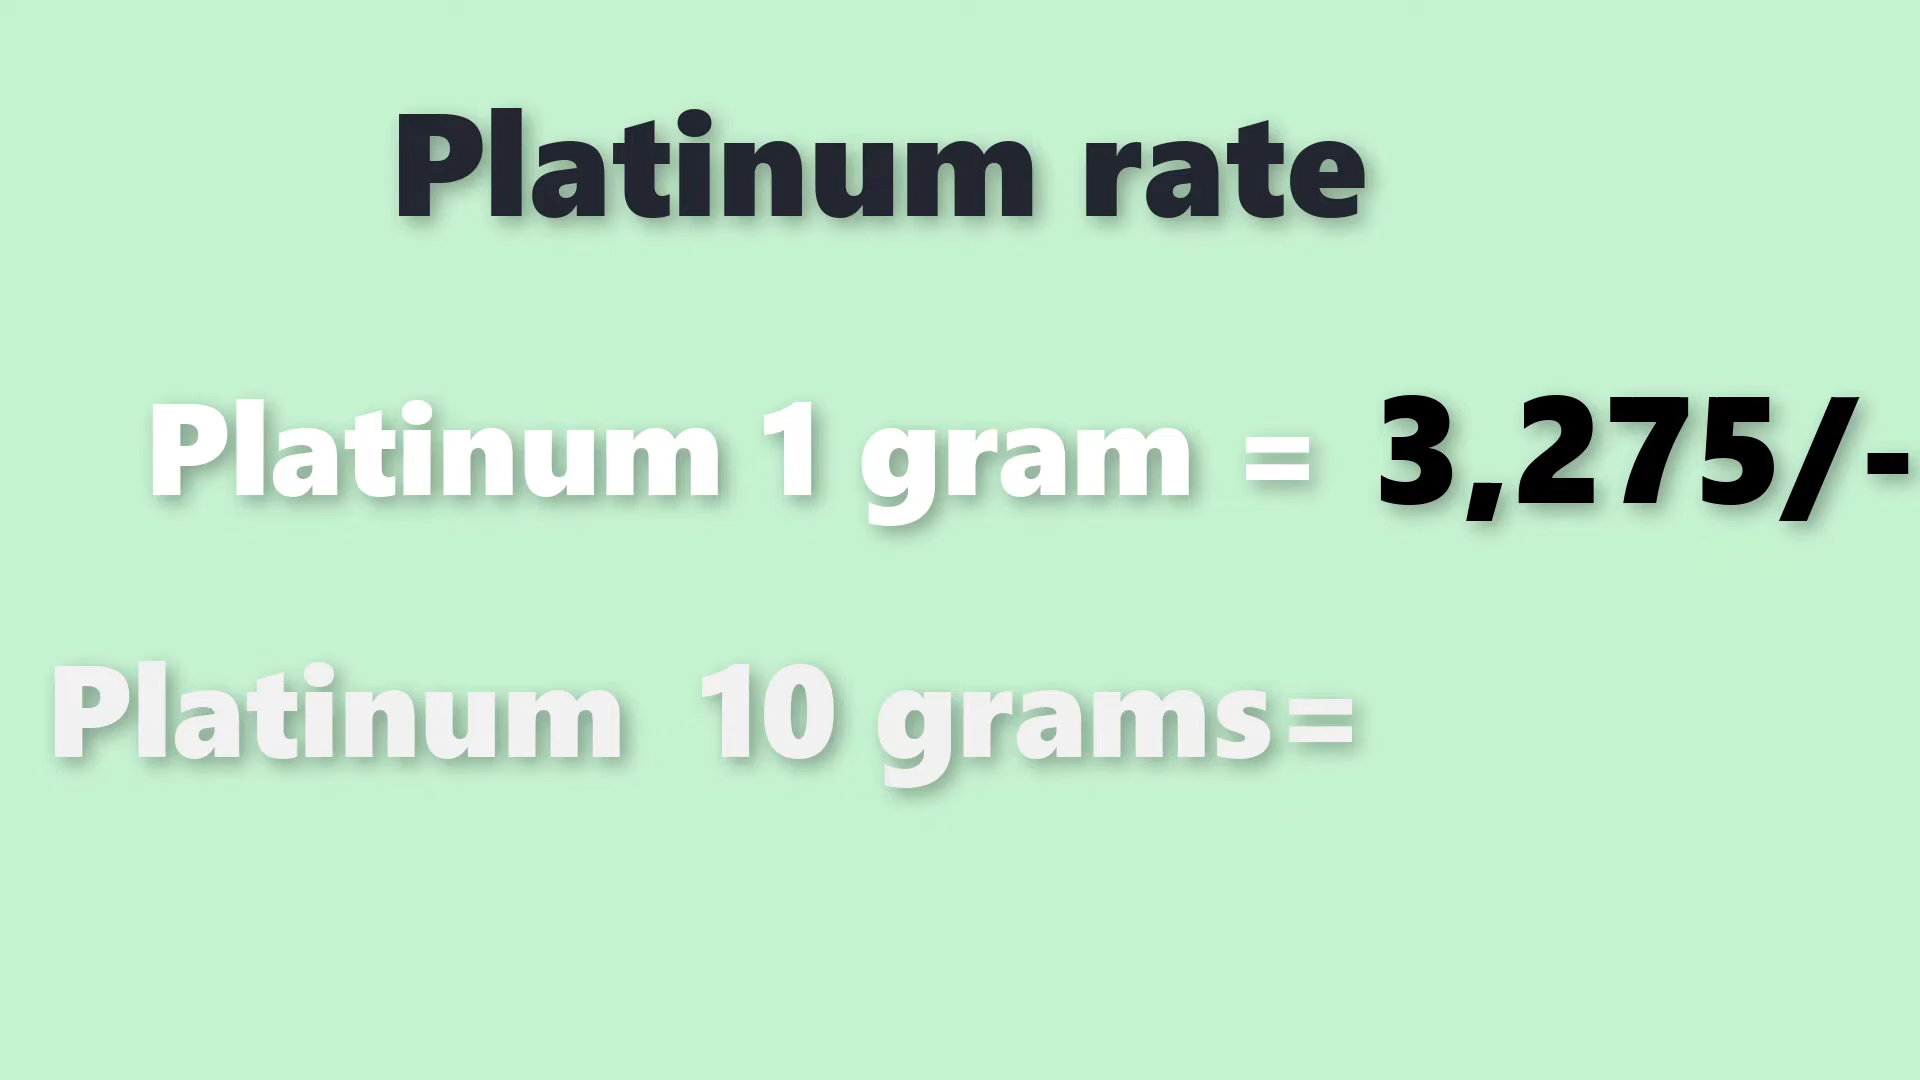 Platinum rate
Platinum 1 gram = 3,275/-
Platinum 10 grams=